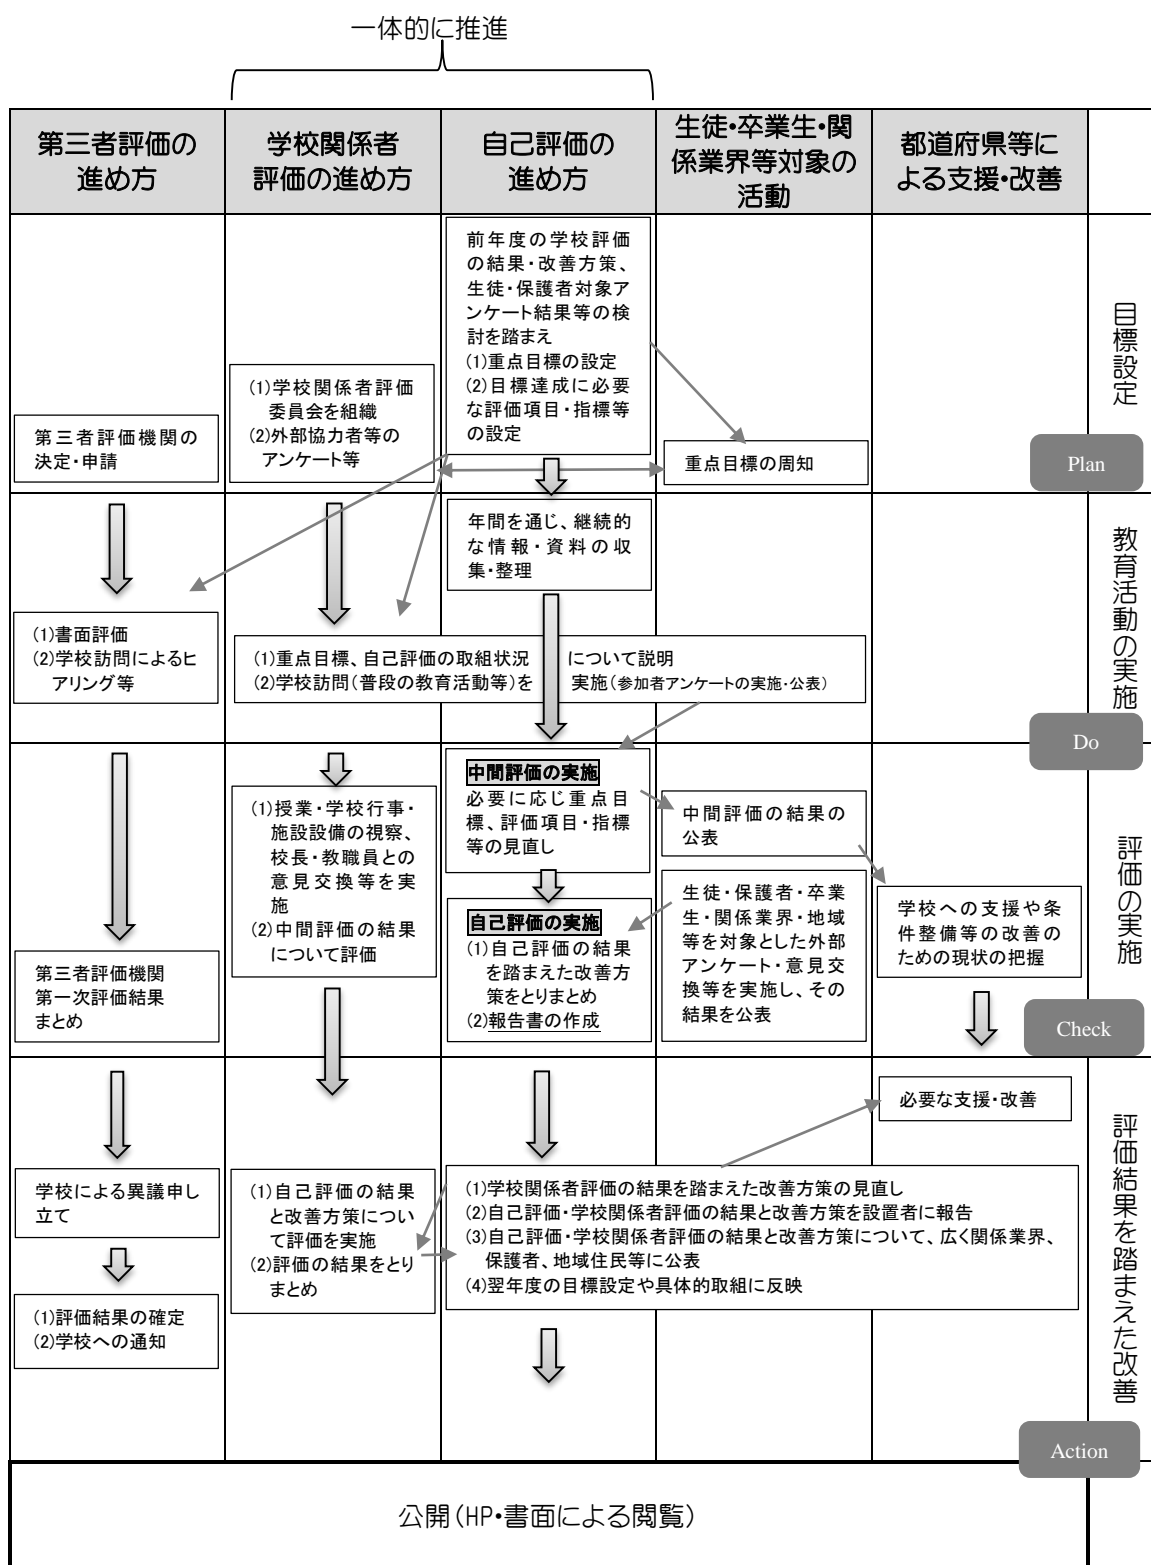 一体的に推進
第三者評価の
進め方
学校関係者
評価の進め方
自己評価の
進め方
生徒・卒業生・関
係業界等対象の
活動
都道府県等に
よる支援・改善
前年度の学校評価
の結果・改善方策、
生徒・保護者対象ア
ンケート結果等の検
討を踏まえ
(1)重点目標の設定
(2)目標達成に必要
な評価項目・指標等
の設定
(1)学校関係者評価
委員会を組織
(2)外部協力者等の
アンケート等
第三者評価機関の
決定・申請
重点目標の周知
目標設定
Plan
年間を通じ、継続的
な情報・資料の収
集・整理
(1)書面評価
(2)学校訪問によるヒ
アリング等
(1)重点目標、自己評価の取組状況 について説明
(2)学校訪問(普段の教育活動等)を 実施(参加者アンケートの実施・公表)
教育活動の実施
Do
中間評価の実施
必要に応じ重点目
標、評価項目・指標
等の見直し
(1)授業・学校行事・
施設設備の視察、
校長・教職員との
意見交換等を実
施
(2)中間評価の結果
について評価
中間評価の結果の
公表
自己評価の実施
(1)自己評価の結果
を踏まえた改善方
策をとりまとめ
(2)報告書の作成
生徒・保護者・卒業
生・関係業界・地域
等を対象とした外部
アンケート・意見交
換等を実施し、その
結果を公表
学校への支援や条
件整備等の改善の
ための現状の把握
第三者評価機関
第一次評価結果
まとめ
評価の実施
Check
必要な支援・改善
学校による異議申し
立て
(1)自己評価の結果
と改善方策につい
て評価を実施
(2)評価の結果をとり
まとめ
(1)学校関係者評価の結果を踏まえた改善方策の見直し
(2)自己評価・学校関係者評価の結果と改善方策を設置者に報告
(3)自己評価・学校関係者評価の結果と改善方策について、広く関係業界、
保護者、地域住民等に公表
(4)翌年度の目標設定や具体的取組に反映
(1)評価結果の確定
(2)学校への通知
評価結果を踏まえた改善
Action
公開(HP・書面による閲覧)